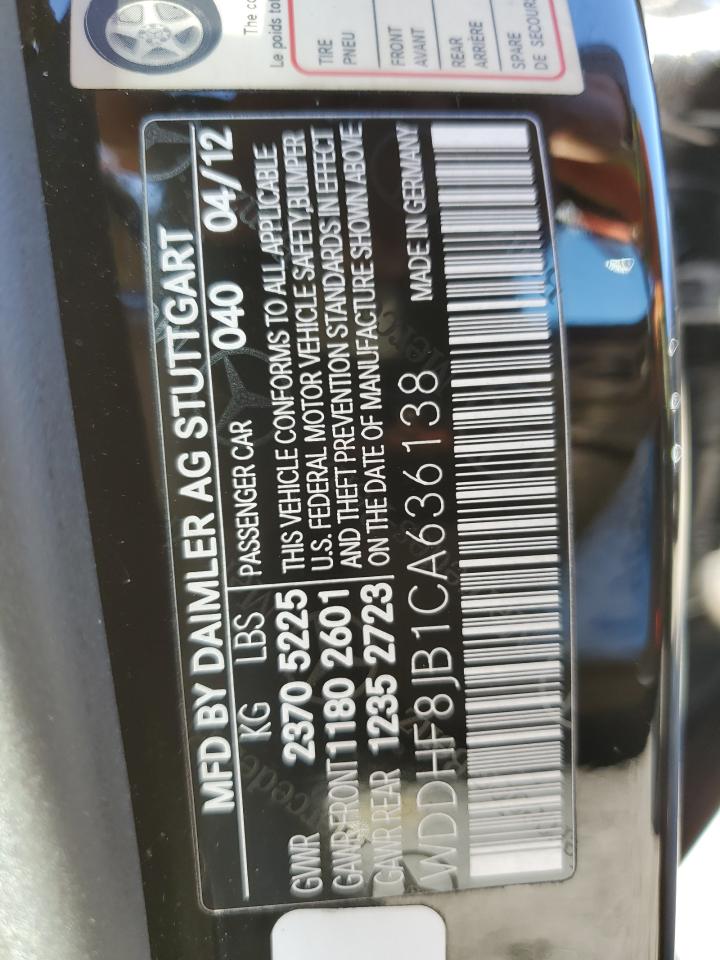 The co
Le poids tot
TIRE
PNEU
FRONT
AVANT
REAR
ARRIÈRE
SPARE
DE SECOURS
MFD BY DAIMLER AG STUTTGART
KG LBS 040 04/12
GVWR 2370 5225 PASSENGER CAR
GAWR FRONT 1180 2601
GAWR REAR 1235 2723
THIS VEHICLE CONFORMS TO ALL APPLICABLE
U.S. FEDERAL MOTOR VEHICLE SAFETY,BUMPER
AND THEFT PREVENTION STANDARDS IN EFFECT
ON THE DATE OF MANUFACTURE SHOWN ABOVE
WDDHF8JB1CA636138 MADE IN GERMANY